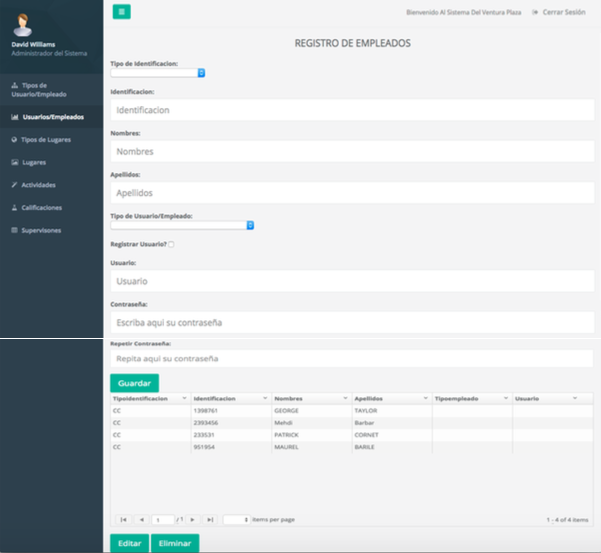 Bienvenido Al Sistema Del Ventura Plaza
Cerrar Sesión
David Williams
Administrador del Sistema
Tipos de
Usuario/Empleado
Usuarios/Empleados
Tipos de Lugares
Lugares
Actividades
Calificaciones
Supervisones
REGISTRO DE EMPLEADOS
Tipo de Identificacion:
Identificacion:
Identificacion
Nombres:
Nombres
Apellidos:
Apellidos
Tipo de Usuario/Empleado:
Registrar Usuario?
Usuario:
Usuario
Contraseña:
Escriba aqui su contraseña
Repetir Contraseña:
Repita aqui su contraseña
Guardar
Tipoidentificacion Identificacion Nombres Apellidos Tipoempleado Usuario
CC 1398761 GEORGE TAYLOR
CC 2393456 Mehdi Barbar
CC 233531 PATRICK CORNET
CC 951954 MAUREL BARILE
1 / 1 items per page 1 - 4 of 4 items
Editar Eliminar